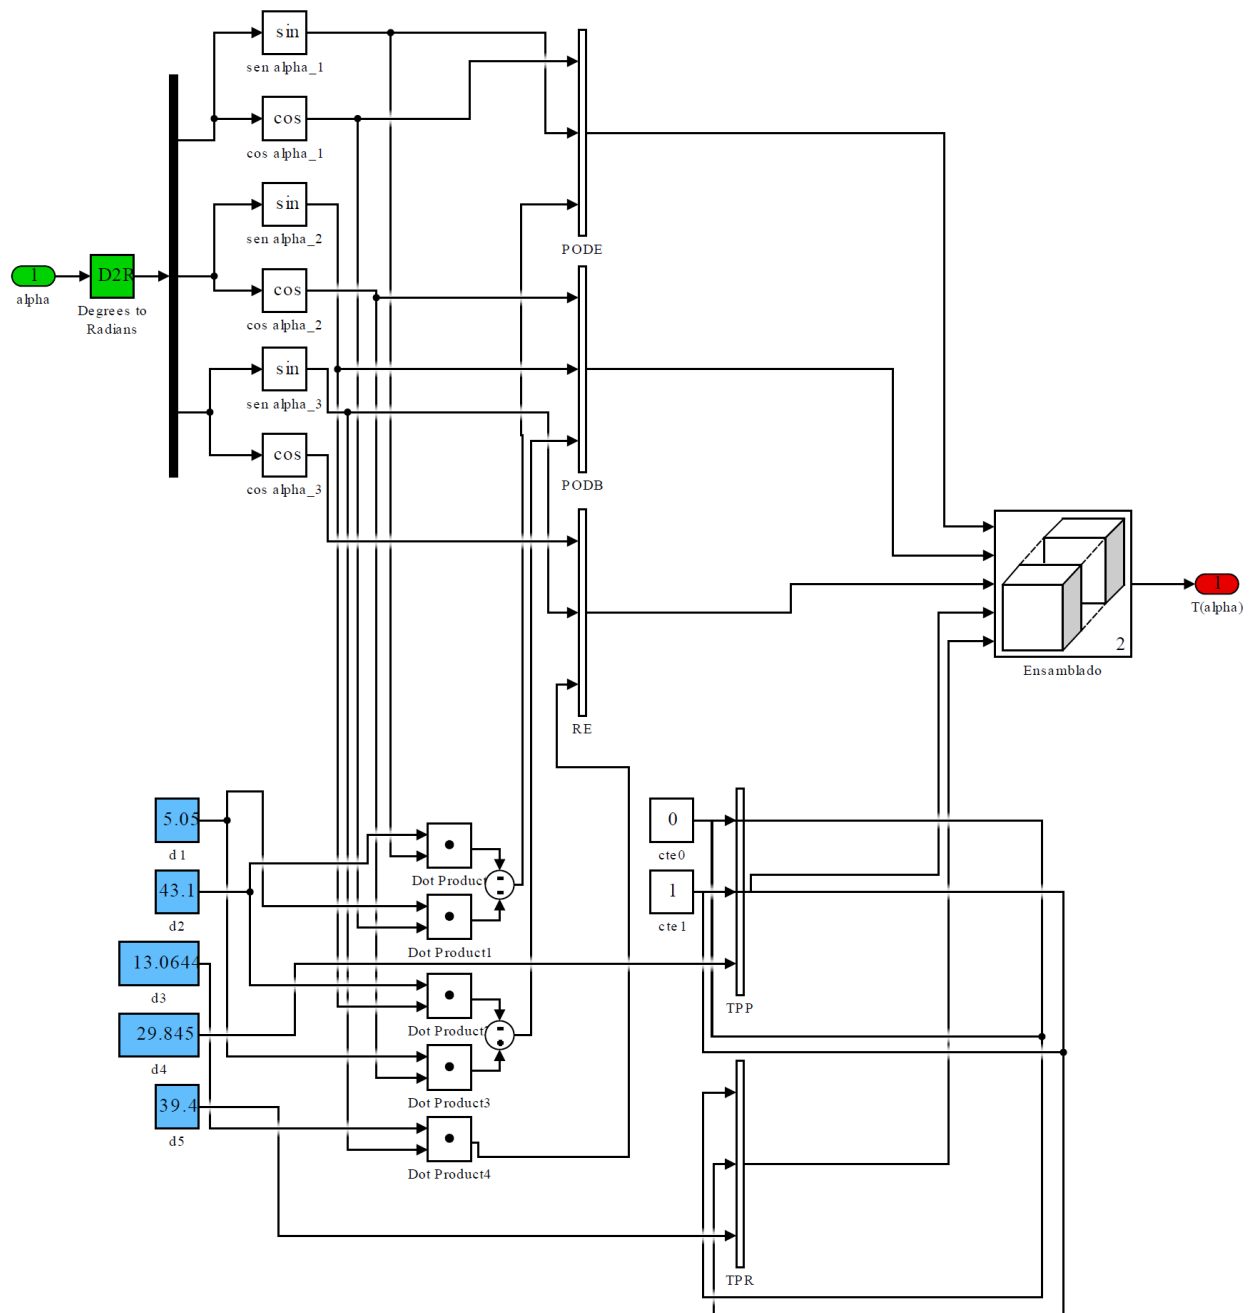 sin
sen alpha_1
cos
cos alpha_1
sin
sen alpha_2
PODE
1
alpha
D2R
Degrees to
Radians
cos
cos alpha_2
sin
sen alpha_3
cos
cos alpha_3
PODB
RE
2
Ensamblado
1
T(alpha)
5.05
d1
43.1
d2
13.0644
d3
29.845
d4
39.4
d5
Dot Product
Dot Product1
Dot Product2
Dot Product3
Dot Product4
0
cte0
1
cte1
TPP
TPR